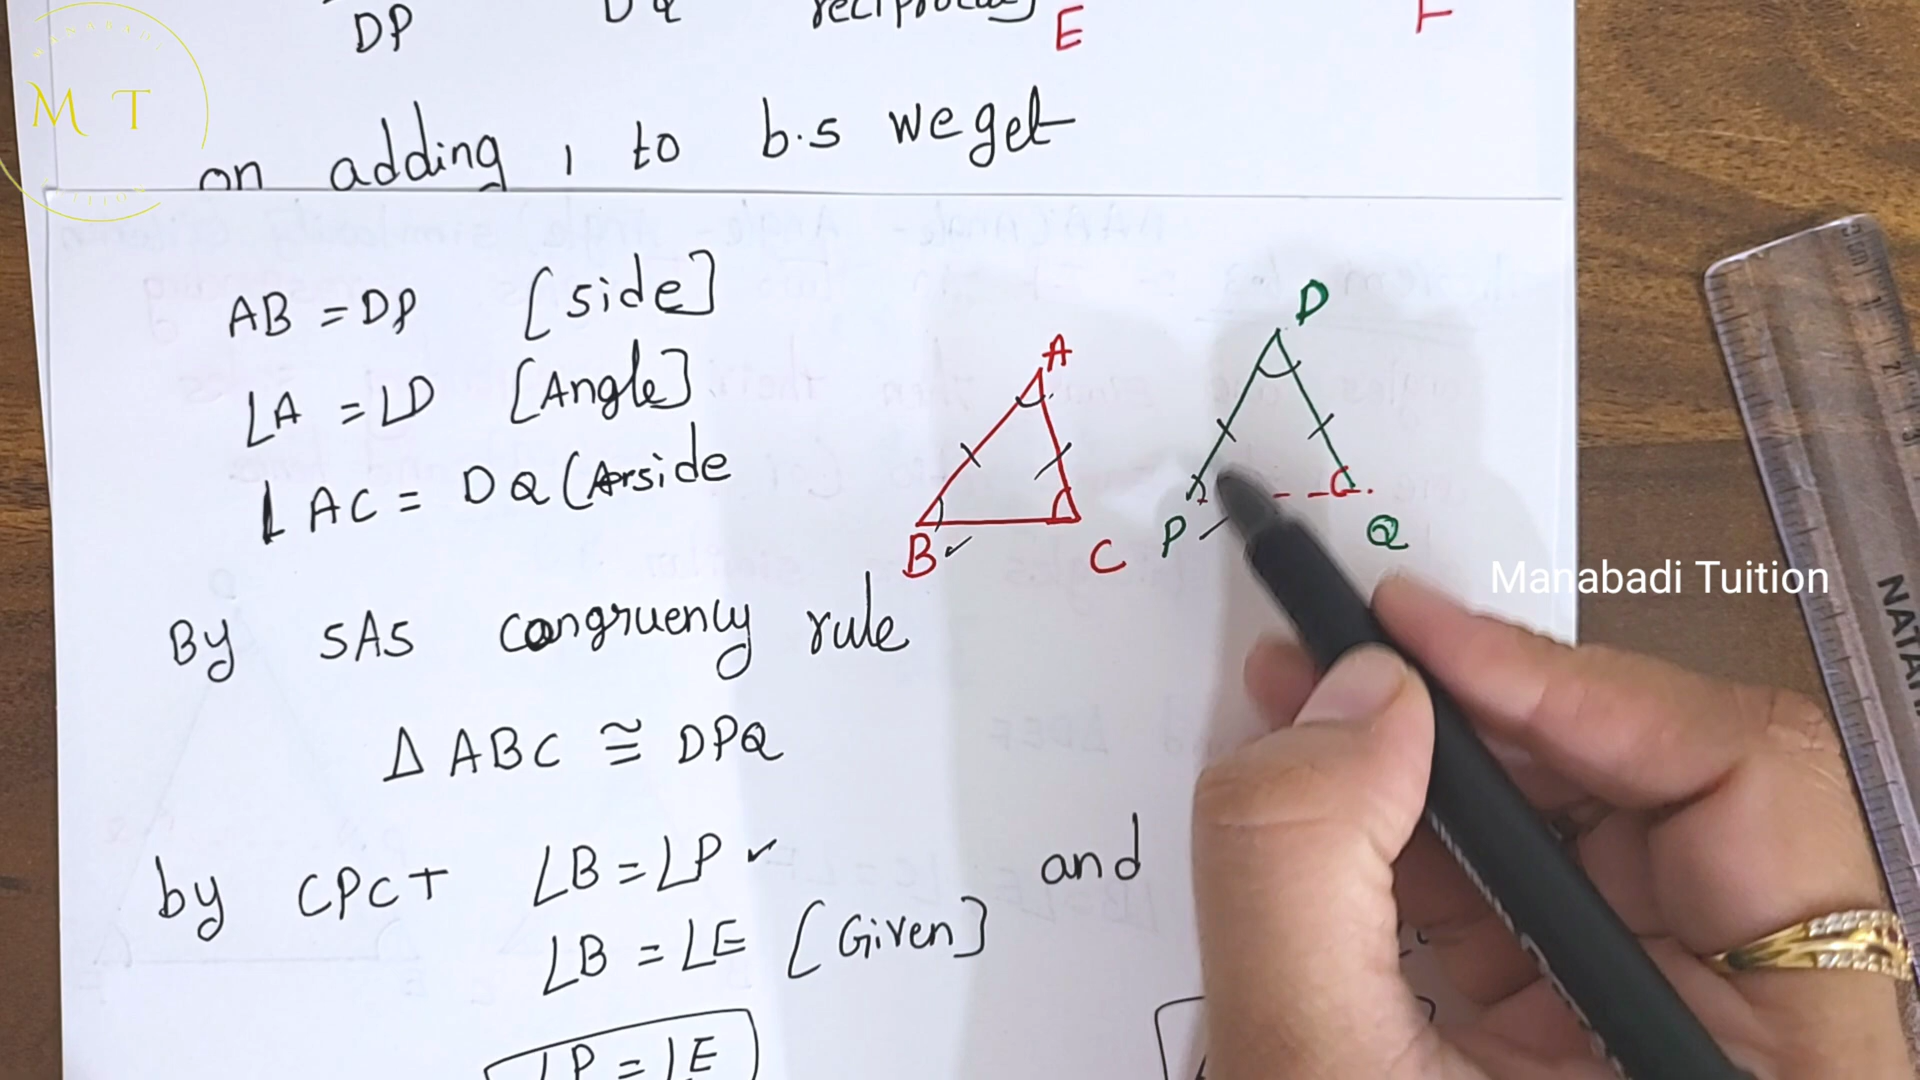 DP DQ reciprocal E F
M T
on adding 1 to b.s we get
AB = DP [side]
∠A = ∠D [Angle]
∠ AC = DQ (side
A
B
C
D
P
Q
Manabadi Tuition
By SAS congruency rule
Δ ABC ≅ DPQ
by CPCT ∠B = ∠P ✓ and
∠B = ∠E [Given]
∠P = ∠E